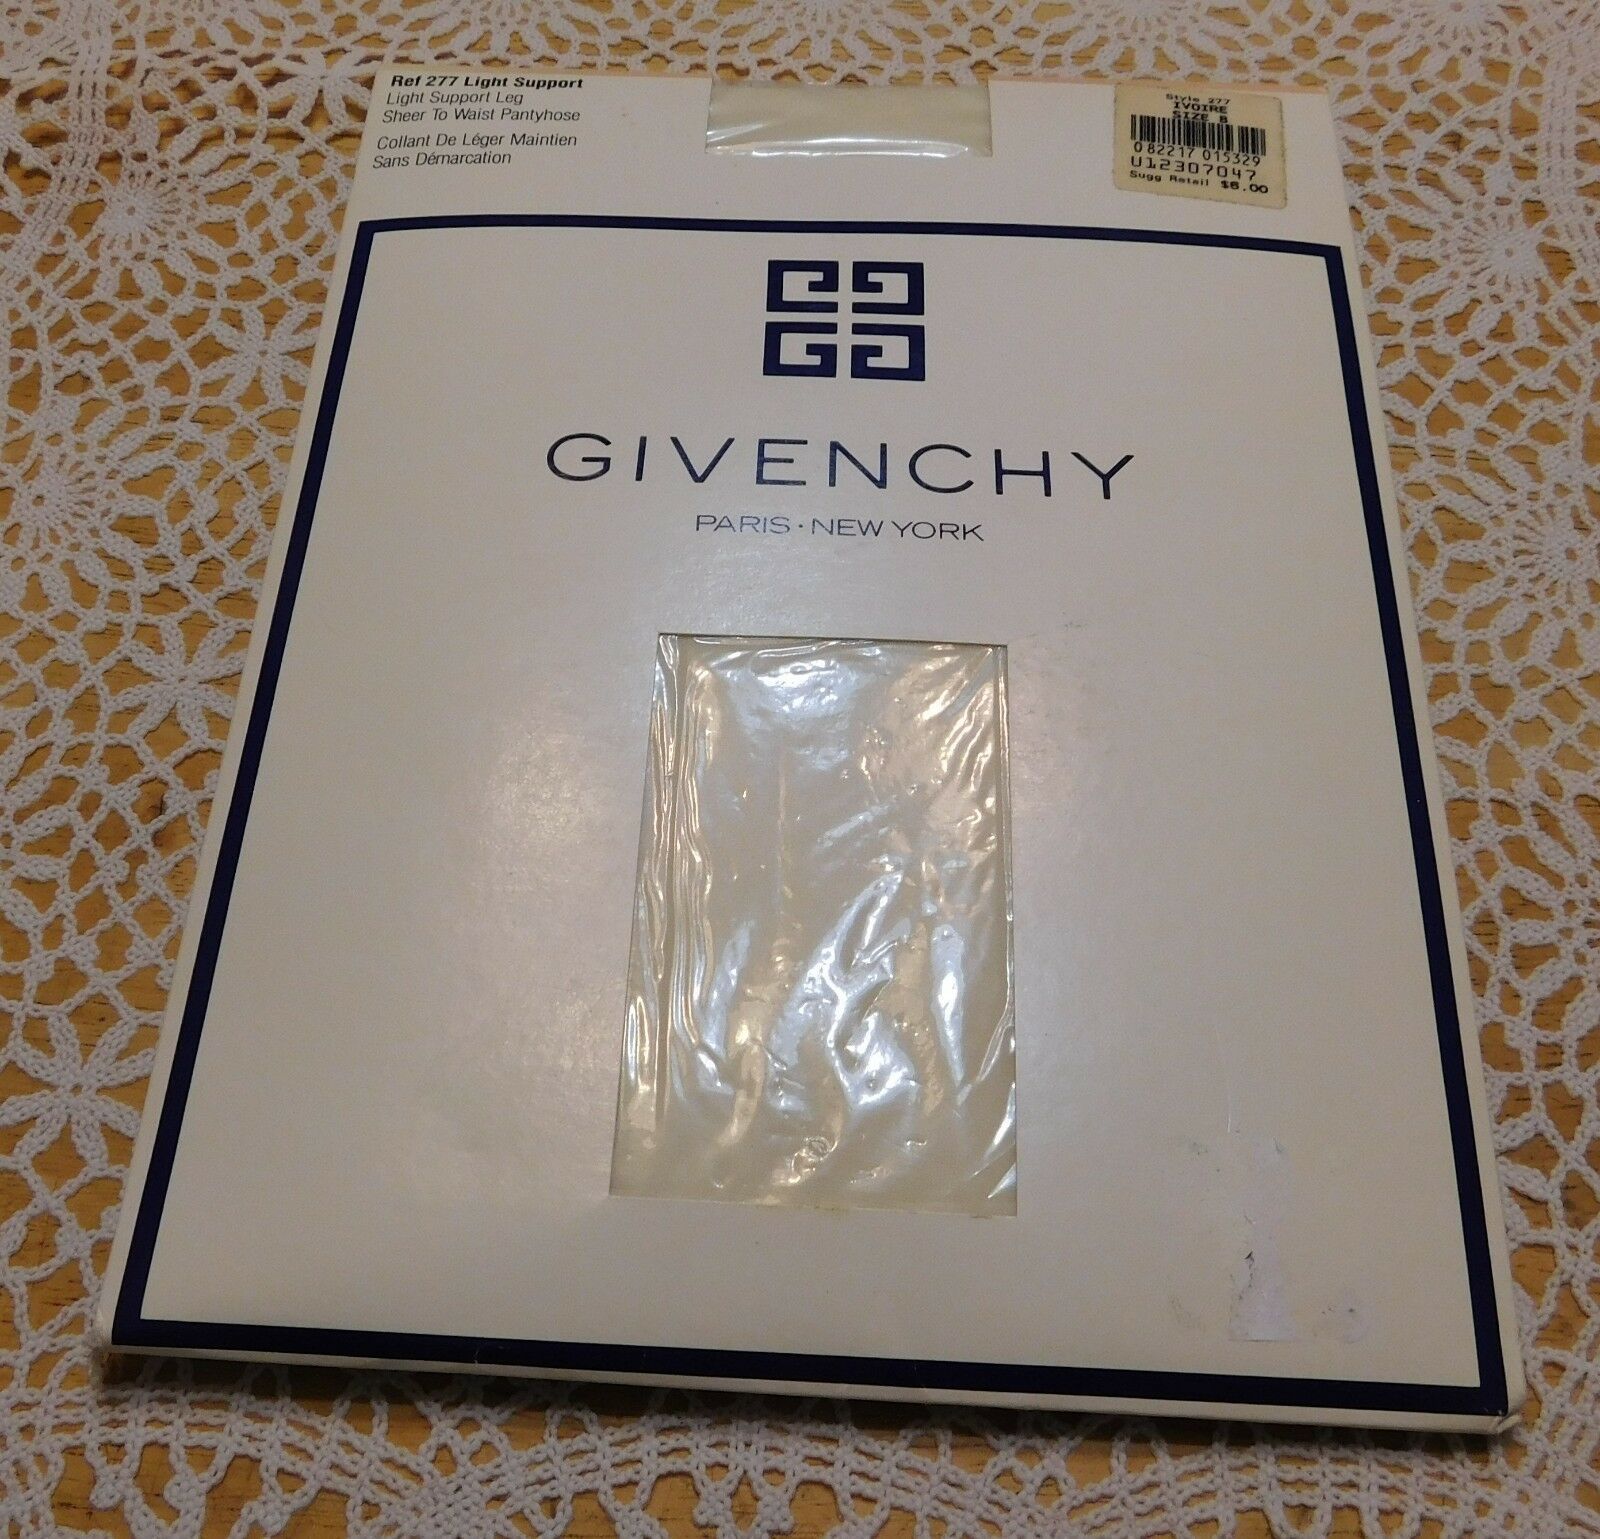 Ref 277 Light Support
Light Support Leg
Sheer To Waist Pantyhose
Collant De Léger Maintien
Sans Démarcation
Style 277
IVOIRE
SIZE B
0 82217 015329
U12307047
Sugg Retail $6.00
GIVENCHY
PARIS · NEW YORK